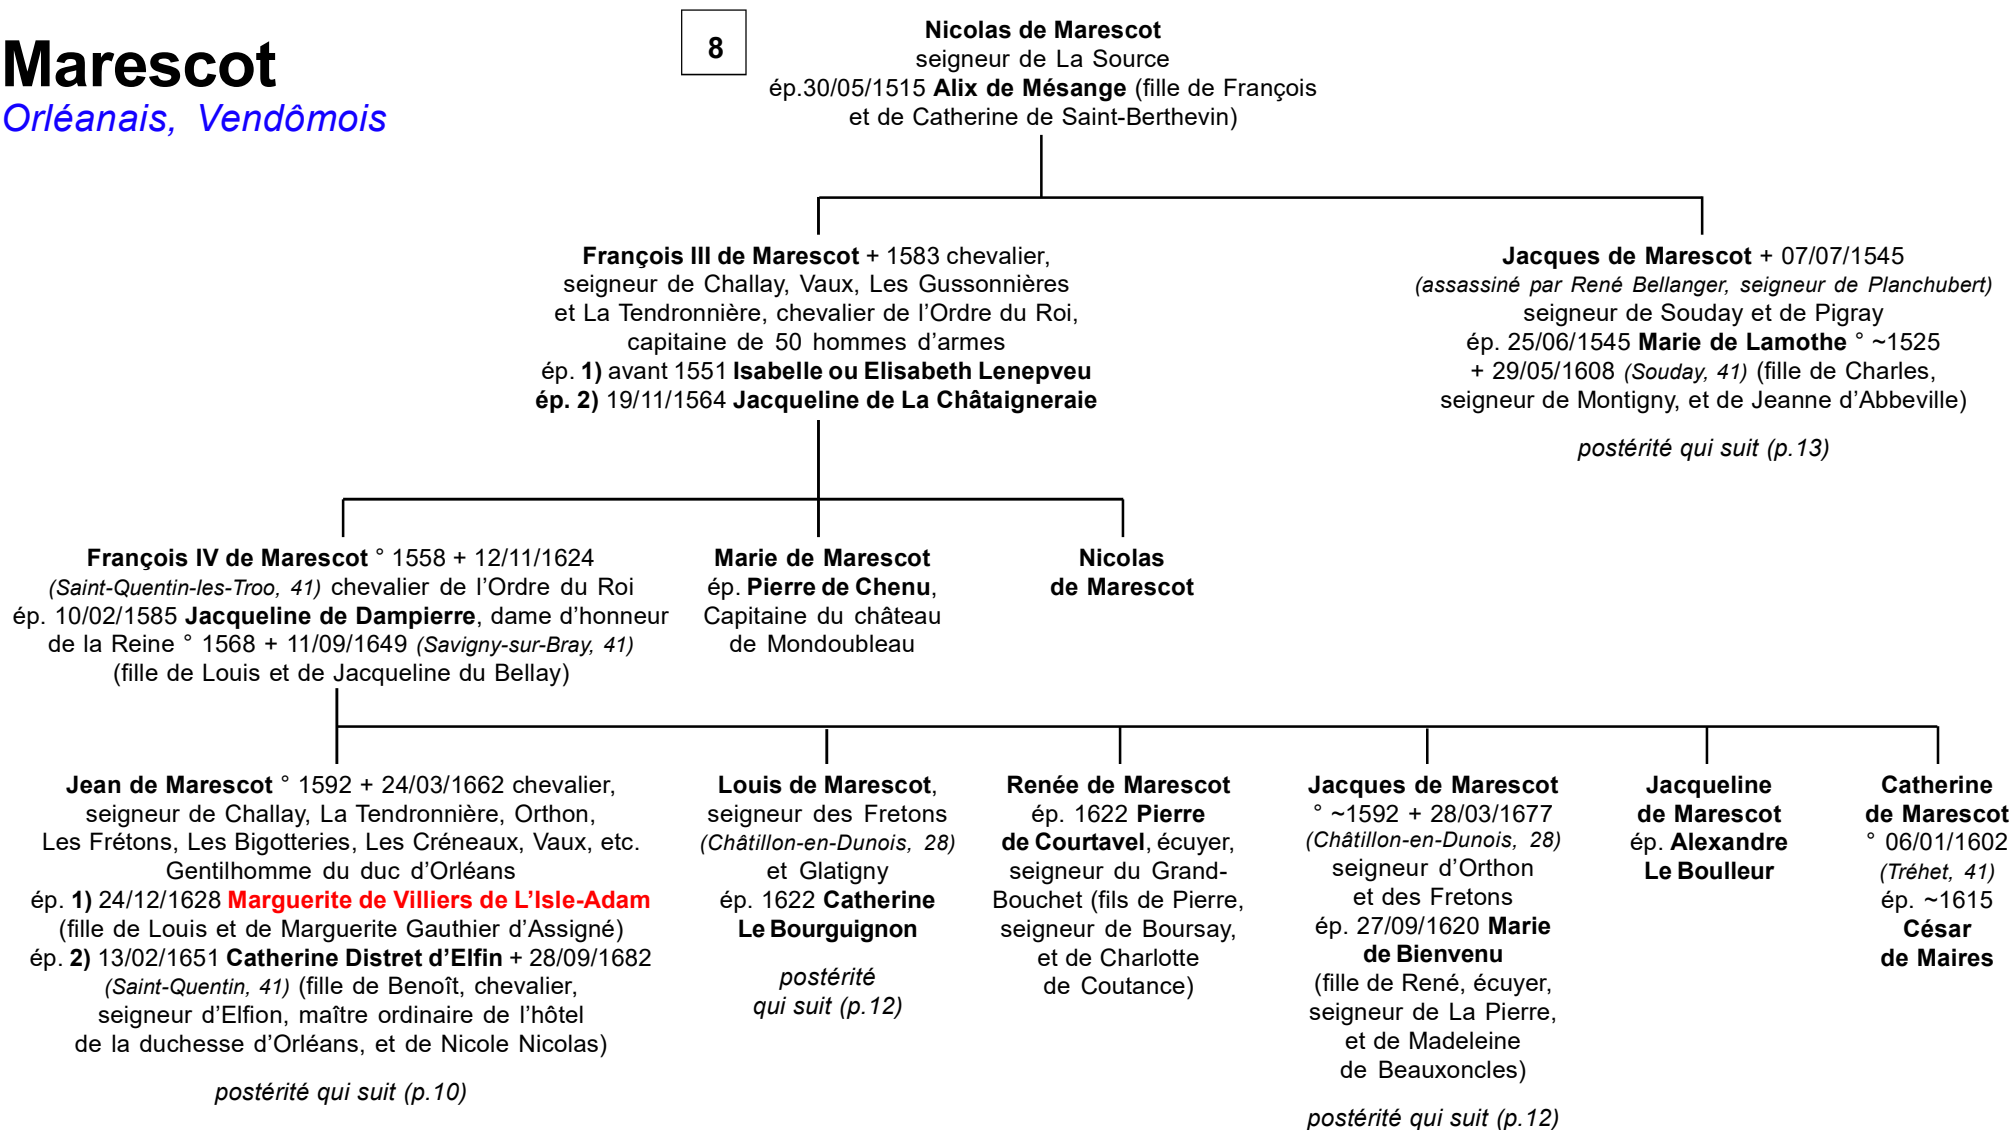 Marescot
Orléanais, Vendômois
8
Nicolas de Marescot
seigneur de La Source
ép.30/05/1515 Alix de Mésange (fille de François
et de Catherine de Saint-Berthevin)
François III de Marescot + 1583 chevalier,
seigneur de Challay, Vaux, Les Gussonnières
et La Tendronnière, chevalier de l'Ordre du Roi,
capitaine de 50 hommes d'armes
ép. 1) avant 1551 Isabelle ou Elisabeth Lenepveu
ép. 2) 19/11/1564 Jacqueline de La Châtaigneraie
Jacques de Marescot + 07/07/1545
(assassiné par René Bellanger, seigneur de Planchubert)
seigneur de Souday et de Pigray
ép. 25/06/1545 Marie de Lamothe ° ~1525
+ 29/05/1608 (Souday, 41) (fille de Charles,
seigneur de Montigny, et de Jeanne d'Abbeville)
postérité qui suit (p.13)
François IV de Marescot ° 1558 + 12/11/1624
(Saint-Quentin-les-Troo, 41) chevalier de l'Ordre du Roi
ép. 10/02/1585 Jacqueline de Dampierre, dame d'honneur
de la Reine ° 1568 + 11/09/1649 (Savigny-sur-Bray, 41)
(fille de Louis et de Jacqueline du Bellay)
Marie de Marescot
ép. Pierre de Chenu,
Capitaine du château
de Mondoubleau
Nicolas
de Marescot
Jean de Marescot ° 1592 + 24/03/1662 chevalier,
seigneur de Challay, La Tendronnière, Orthon,
Les Frétons, Les Bigotteries, Les Créneaux, Vaux, etc.
Gentilhomme du duc d'Orléans
ép. 1) 24/12/1628 Marguerite de Villiers de L'Isle-Adam
(fille de Louis et de Marguerite Gauthier d'Assigné)
ép. 2) 13/02/1651 Catherine Distret d'Elfin + 28/09/1682
(Saint-Quentin, 41) (fille de Benoît, chevalier,
seigneur d'Elfion, maître ordinaire de l'hôtel
de la duchesse d'Orléans, et de Nicole Nicolas)
postérité qui suit (p.10)
Louis de Marescot,
seigneur des Fretons
(Châtillon-en-Dunois, 28)
et Glatigny
ép. 1622 Catherine
Le Bourguignon
postérité
qui suit (p.12)
Renée de Marescot
ép. 1622 Pierre
de Courtavel, écuyer,
seigneur du Grand-
Bouchet (fils de Pierre,
seigneur de Boursay,
et de Charlotte
de Coutance)
Jacques de Marescot
° ~1592 + 28/03/1677
(Châtillon-en-Dunois, 28)
seigneur d'Orthon
et des Fretons
ép. 27/09/1620 Marie
de Bienvenu
(fille de René, écuyer,
seigneur de La Pierre,
et de Madeleine
de Beauxoncles)
postérité qui suit (p.12)
Jacqueline
de Marescot
ép. Alexandre
Le Boulleur
Catherine
de Marescot
° 06/01/1602
(Tréhet, 41)
ép. ~1615
César
de Maires